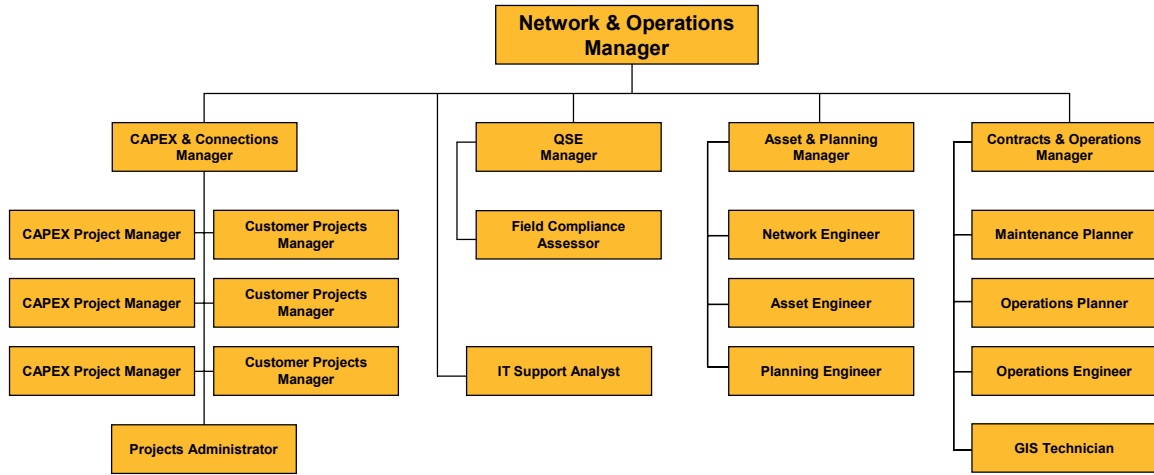 Network & Operations
Manager
CAPEX & Connections
Manager
QSE
Manager
Asset & Planning
Manager
Contracts & Operations
Manager
CAPEX Project Manager
Customer Projects
Manager
Field Compliance
Assessor
Network Engineer
Maintenance Planner
CAPEX Project Manager
Customer Projects
Manager
Asset Engineer
Operations Planner
CAPEX Project Manager
Customer Projects
Manager
IT Support Analyst
Planning Engineer
Operations Engineer
Projects Administrator
GIS Technician